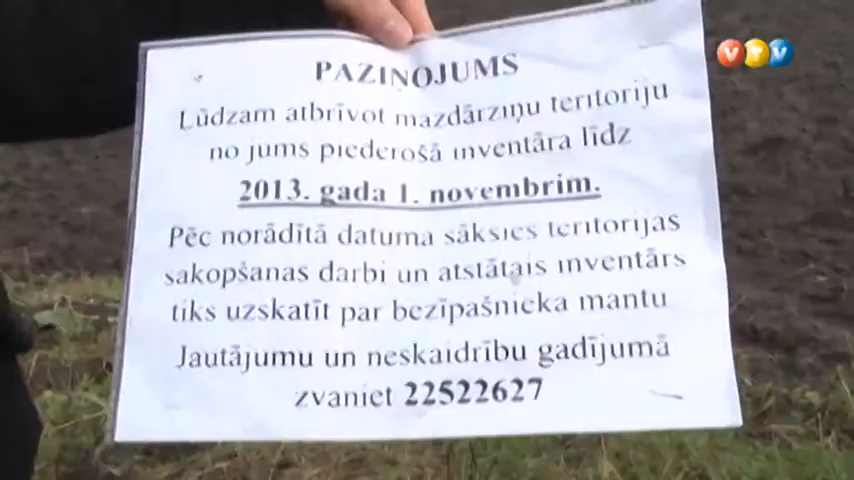 VTV
PAZIŅOJUMS
Lūdzam atbrīvot mazdārziņu teritoriju
no jums piederošā inventāra līdz
2013. gada 1. novembrim.
Pēc norādītā datuma sāksies teritorijas
sakopšanas darbi un atstātais inventārs
tiks uzskatīt par bezīpašnieka mantu
Jautājumu un neskaidrību gadījumā
zvaniet 22522627